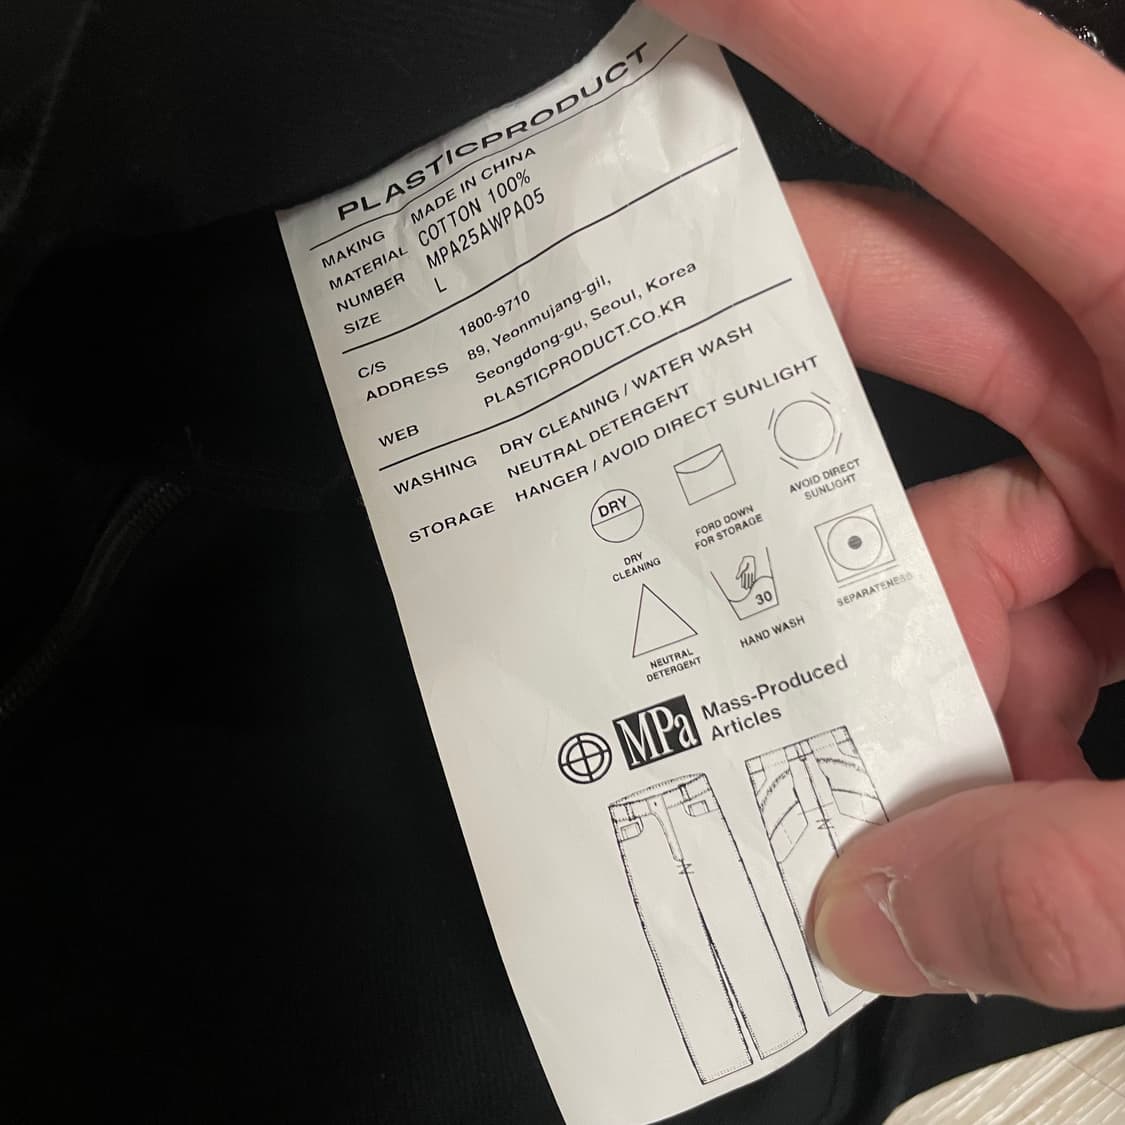 PLASTICPRODUCT
MAKING MADE IN CHINA
MATERIAL COTTON 100%
NUMBER MPA25AWPA05
SIZE L
C/S 1800-9710
ADDRESS 89, Yeonmujang-gil,
Seongdong-gu, Seoul, Korea
WEB PLASTICPRODUCT.CO.KR
WASHING DRY CLEANING / WATER WASH
NEUTRAL DETERGENT
STORAGE HANGER / AVOID DIRECT SUNLIGHT
DRY
DRY
CLEANING
FORD DOWN
FOR STORAGE
AVOID DIRECT
SUNLIGHT
NEUTRAL
DETERGENT
30
HAND WASH
SEPARATENESS
MPa Mass-Produced
Articles